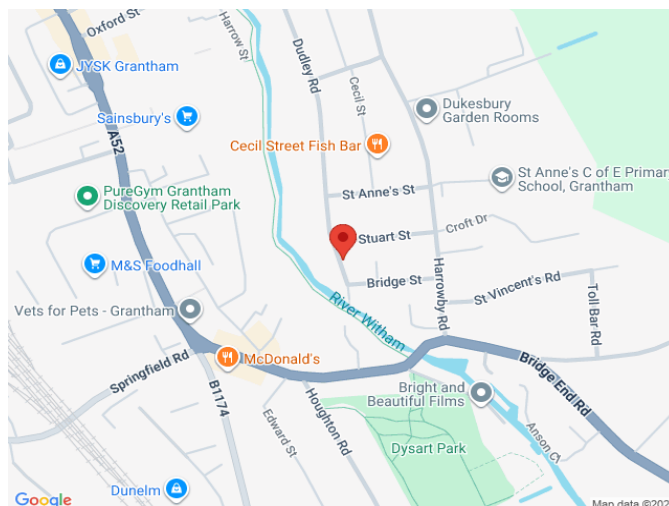 Oxford St
Harrow St
Dudley Rd
Cecil St
JYSK Grantham
Sainsbury's
A52
Dukesbury
Garden Rooms
Cecil Street Fish Bar
St Anne's St
St Anne's C of E Primary
School, Grantham
PureGym Grantham
Discovery Retail Park
Stuart St
Croft Dr
M&S Foodhall
Bridge St
Harrowby Rd
St Vincent's Rd
Toll Bar Rd
Vets for Pets - Grantham
River Witham
Springfield Rd
McDonald's
B1174
Bridge End Rd
Bright and
Beautiful Films
Houghton Rd
Edward St
Anson Ct
Dysart Park
Dunelm
Google
Map data ©202